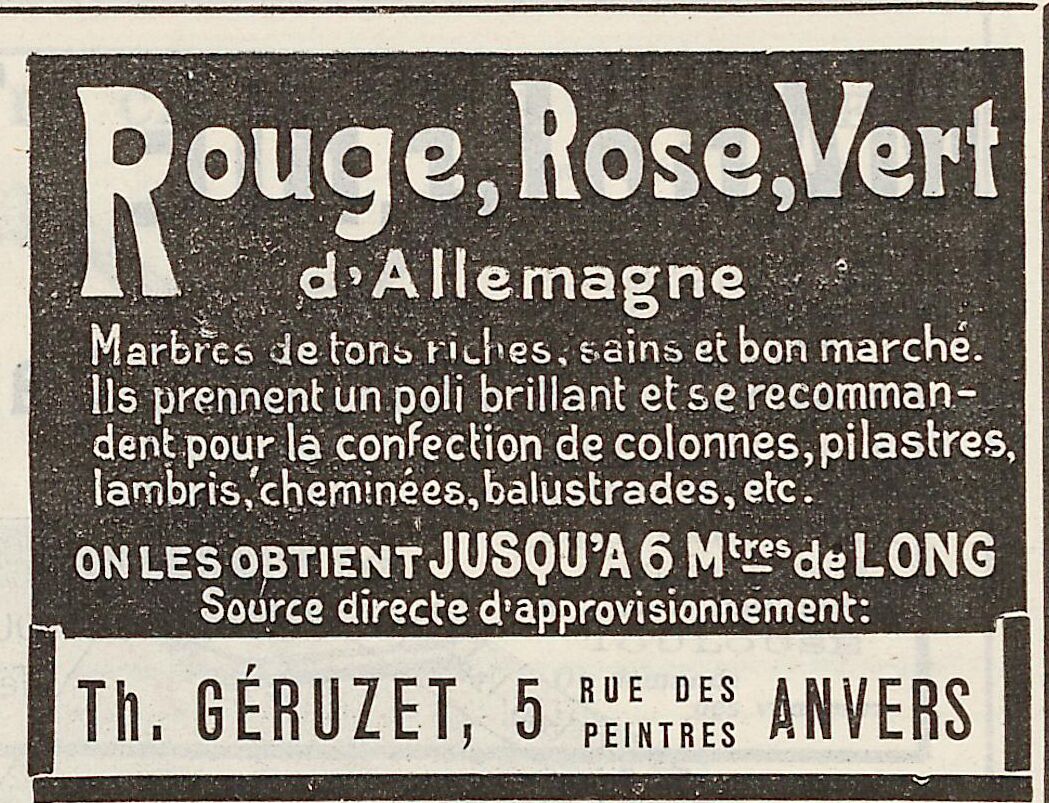 Rouge, Rose, Vert
d'Allemagne
Marbres de tons riches, sains et bon marché.
Ils prennent un poli brillant et se recomman-
dent pour la confection de colonnes, pilastres,
lambris, cheminées, balustrades, etc.
ON LES OBTIENT JUSQU'A 6 Mtres de LONG
Source directe d'approvisionnement:
Th. GÉRUZET, 5 RUE DES PEINTRES ANVERS